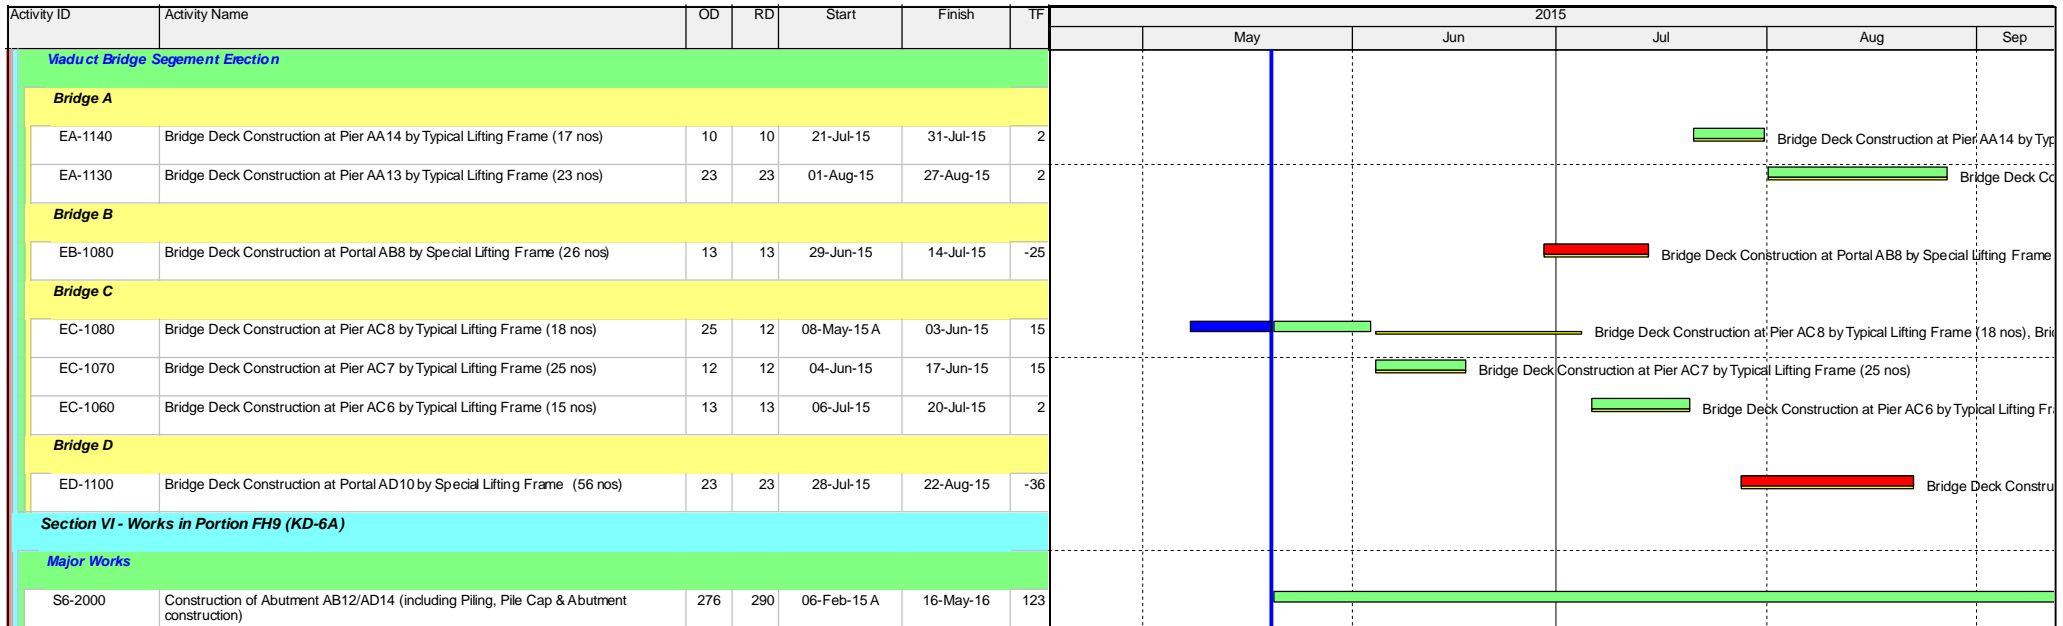 Activity ID Activity Name OD RD Start Finish TF 2015
May Jun Jul Aug Sep
Viaduct Bridge Segement Erection
Bridge A
EA-1140 Bridge Deck Construction at Pier AA14 by Typical Lifting Frame (17 nos) 10 10 21-Jul-15 31-Jul-15 2 Bridge Deck Construction at Pier AA14 by Typ
EA-1130 Bridge Deck Construction at Pier AA13 by Typical Lifting Frame (23 nos) 23 23 01-Aug-15 27-Aug-15 2 Bridge Deck Co
Bridge B
EB-1080 Bridge Deck Construction at Portal AB8 by Special Lifting Frame (26 nos) 13 13 29-Jun-15 14-Jul-15 -25 Bridge Deck Construction at Portal AB8 by Special Lifting Frame
Bridge C
EC-1080 Bridge Deck Construction at Pier AC8 by Typical Lifting Frame (18 nos) 25 12 08-May-15 A 03-Jun-15 15 Bridge Deck Construction at Pier AC8 by Typical Lifting Frame (18 nos), Bri
EC-1070 Bridge Deck Construction at Pier AC7 by Typical Lifting Frame (25 nos) 12 12 04-Jun-15 17-Jun-15 15 Bridge Deck Construction at Pier AC7 by Typical Lifting Frame (25 nos)
EC-1060 Bridge Deck Construction at Pier AC6 by Typical Lifting Frame (15 nos) 13 13 06-Jul-15 20-Jul-15 2 Bridge Deck Construction at Pier AC6 by Typical Lifting Fr
Bridge D
ED-1100 Bridge Deck Construction at Portal AD10 by Special Lifting Frame (56 nos) 23 23 28-Jul-15 22-Aug-15 -36 Bridge Deck Constru
Section VI - Works in Portion FH9 (KD-6A)
Major Works
S6-2000 Construction of Abutment AB12/AD14 (including Piling, Pile Cap & Abutment 276 290 06-Feb-15 A 16-May-16 123
construction)